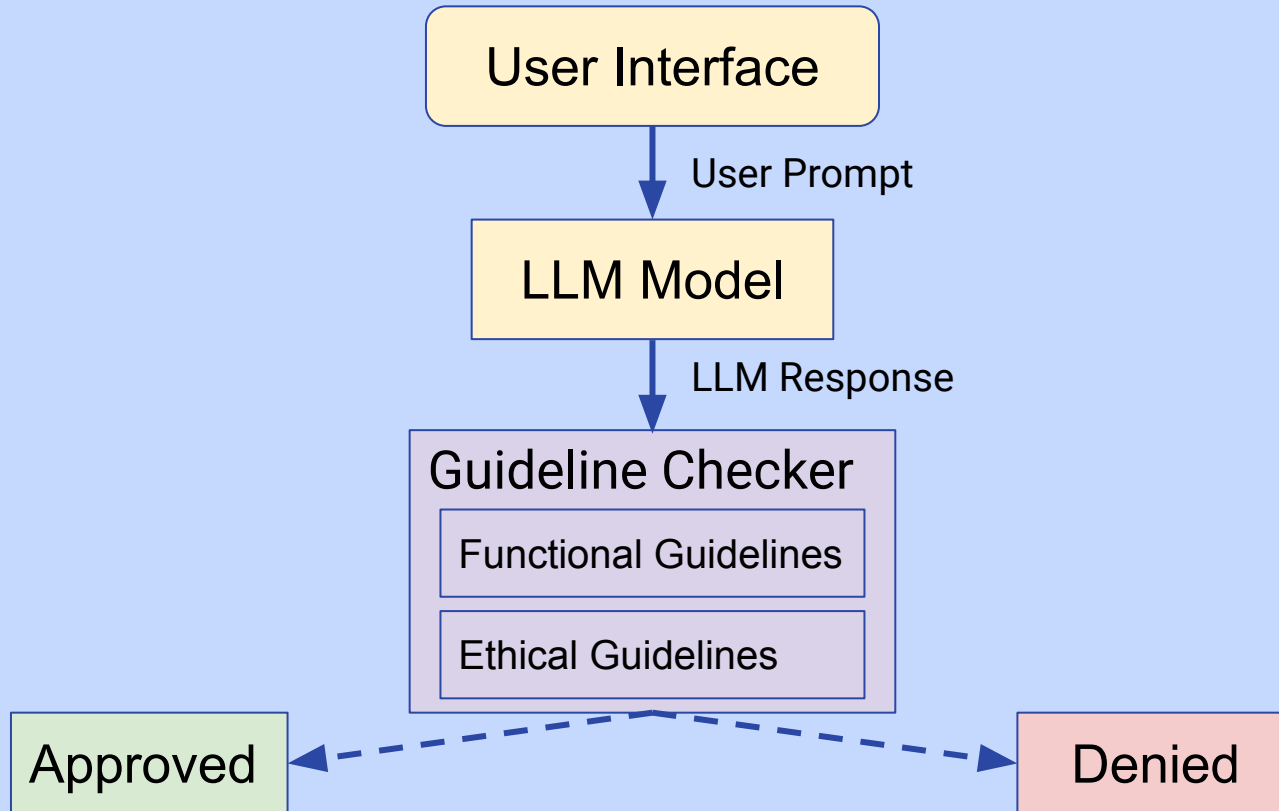 User Interface
User Prompt
LLM Model
LLM Response
Guideline Checker
Functional Guidelines
Ethical Guidelines
Approved
Denied